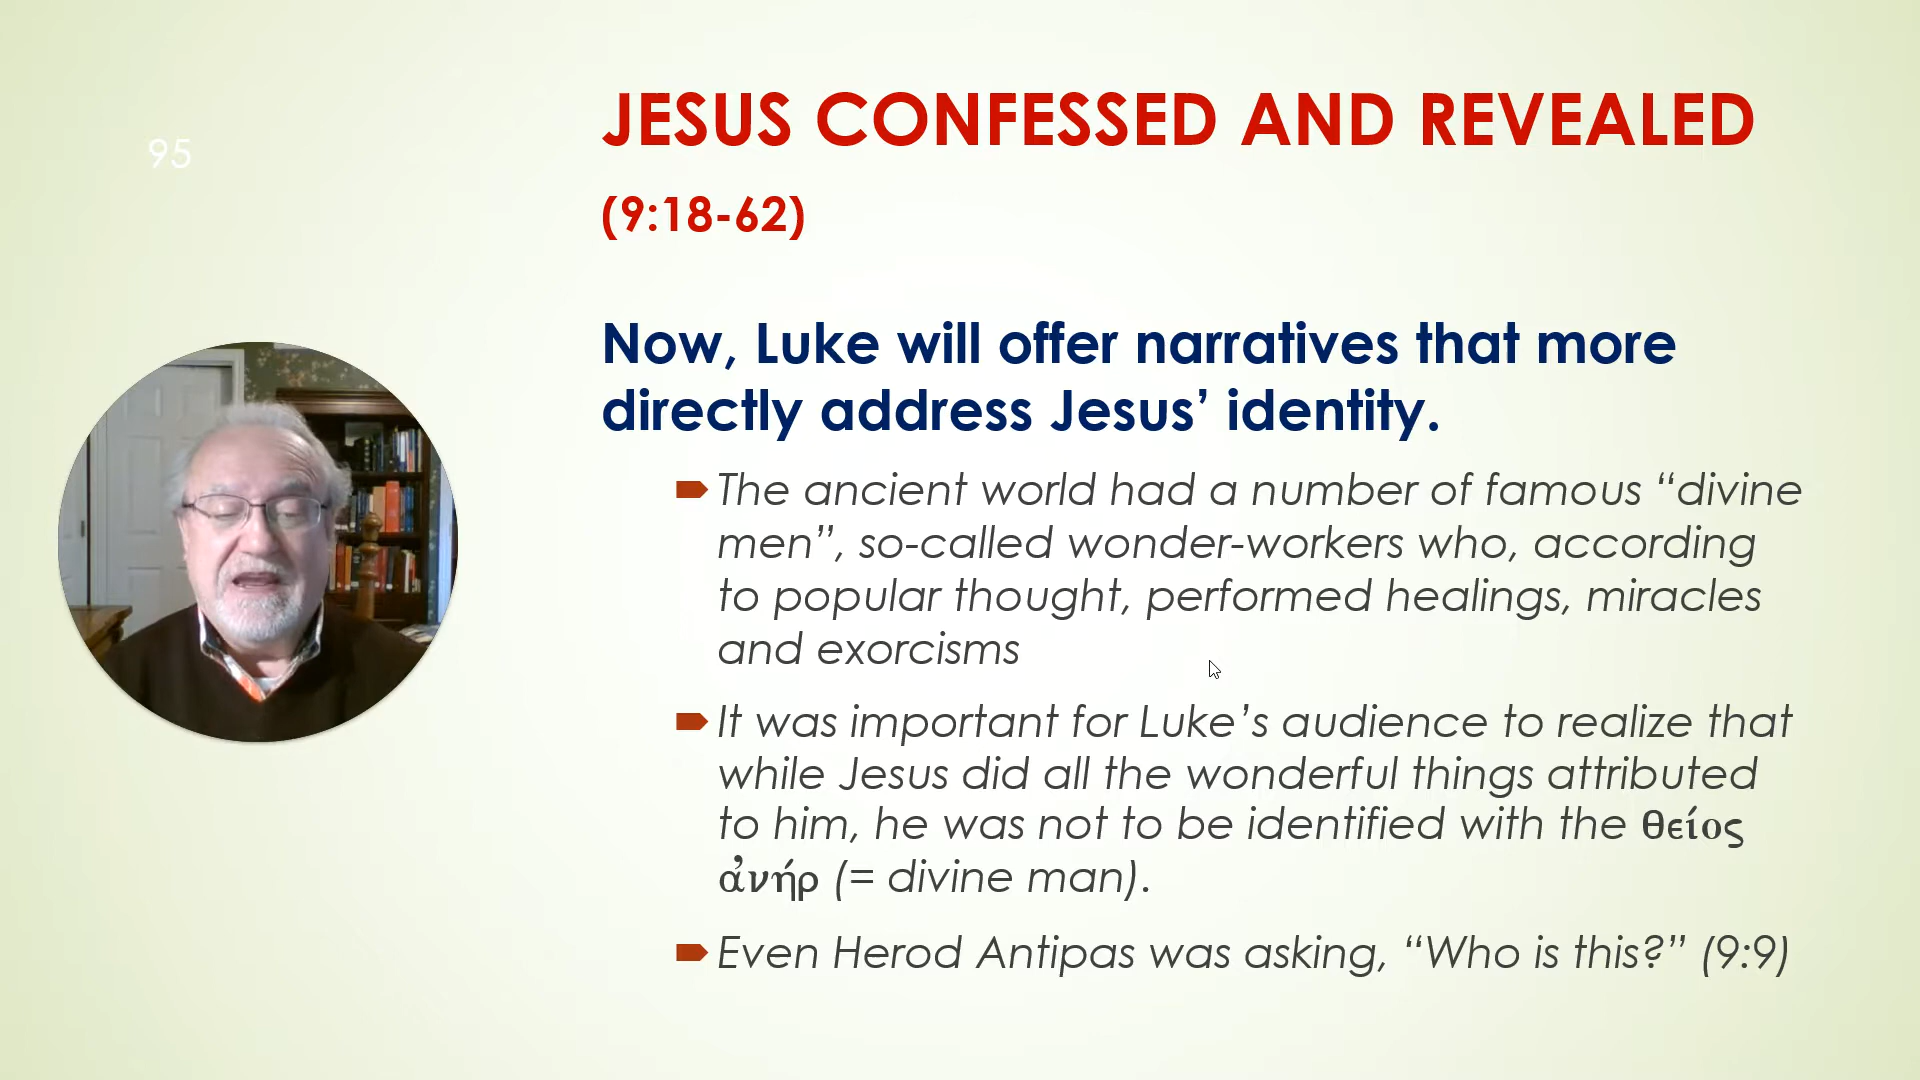 95
JESUS CONFESSED AND REVEALED
(9:18-62)
Now, Luke will offer narratives that more
directly address Jesus’ identity.
The ancient world had a number of famous “divine
men”, so-called wonder-workers who, according
to popular thought, performed healings, miracles
and exorcisms
It was important for Luke’s audience to realize that
while Jesus did all the wonderful things attributed
to him, he was not to be identified with the θείος
ἀνήρ (= divine man).
Even Herod Antipas was asking, “Who is this?” (9:9)